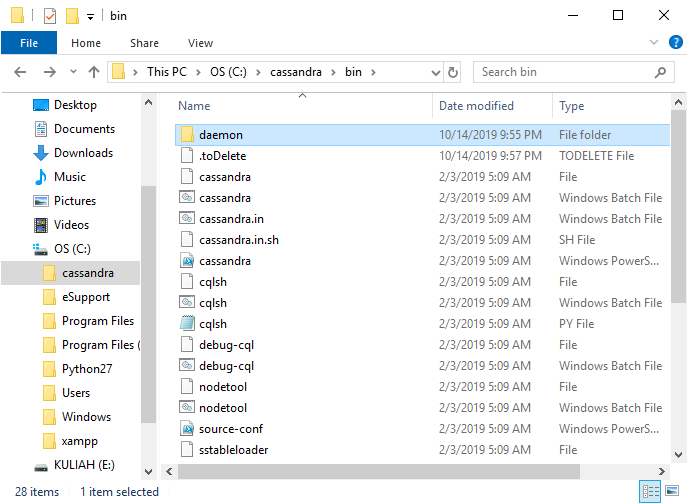 bin
File Home Share View
This PC > OS (C:) > cassandra > bin >
Search bin
Desktop
Documents
Downloads
Music
Pictures
Videos
OS (C:)
cassandra
eSupport
Program Files
Program Files (
Python27
Users
Windows
xampp
KULIAH (E:)
Name Date modified Type
daemon 10/14/2019 9:55 PM File folder
.toDelete 10/14/2019 9:57 PM TODELETE File
cassandra 2/3/2019 5:09 AM File
cassandra 2/3/2019 5:09 AM Windows Batch File
cassandra.in 2/3/2019 5:09 AM Windows Batch File
cassandra.in.sh 2/3/2019 5:09 AM SH File
cassandra 2/3/2019 5:09 AM Windows PowerS...
cqlsh 2/3/2019 5:09 AM File
cqlsh 2/3/2019 5:09 AM Windows Batch File
cqlsh 2/3/2019 5:09 AM PY File
debug-cql 2/3/2019 5:09 AM File
debug-cql 2/3/2019 5:09 AM Windows Batch File
nodetool 2/3/2019 5:09 AM File
nodetool 2/3/2019 5:09 AM Windows Batch File
source-conf 2/3/2019 5:09 AM Windows PowerS...
sstableloader 2/3/2019 5:09 AM File
28 items 1 item selected